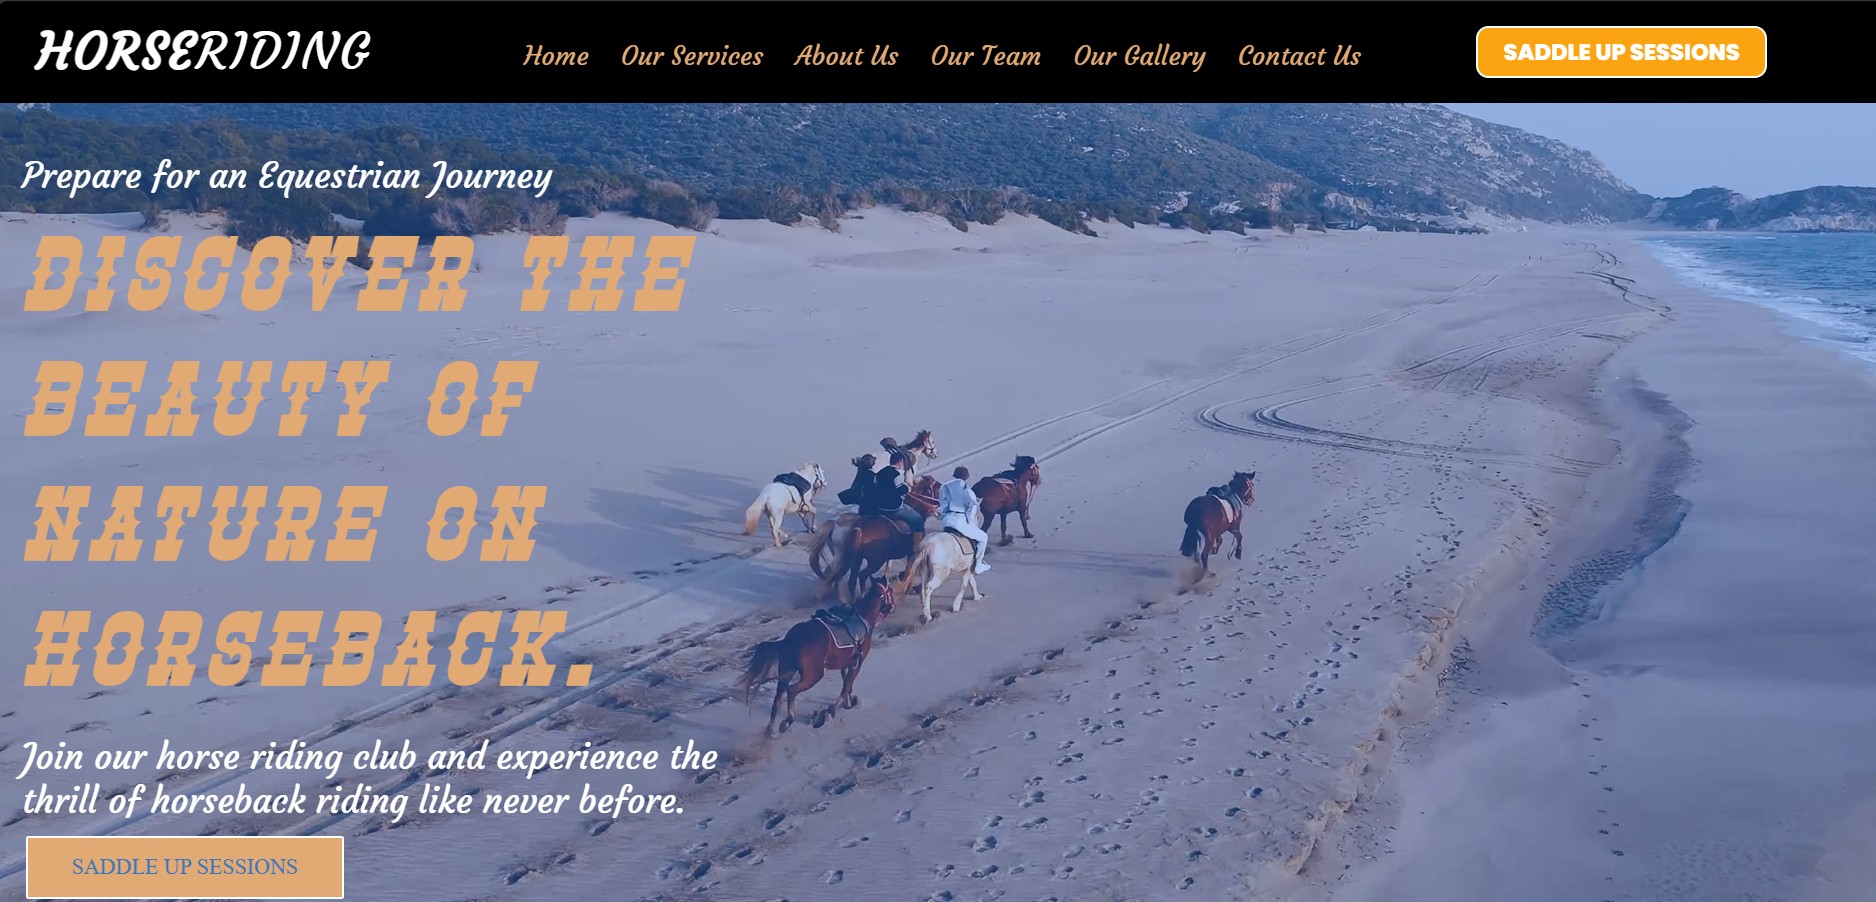 HORSERIDING
Home Our Services About Us Our Team Our Gallery Contact Us
SADDLE UP SESSIONS
Prepare for an Equestrian Journey
DISCOVER THE
BEAUTY OF
NATURE ON
HORSEBACK.
Join our horse riding club and experience the
thrill of horseback riding like never before.
SADDLE UP SESSIONS